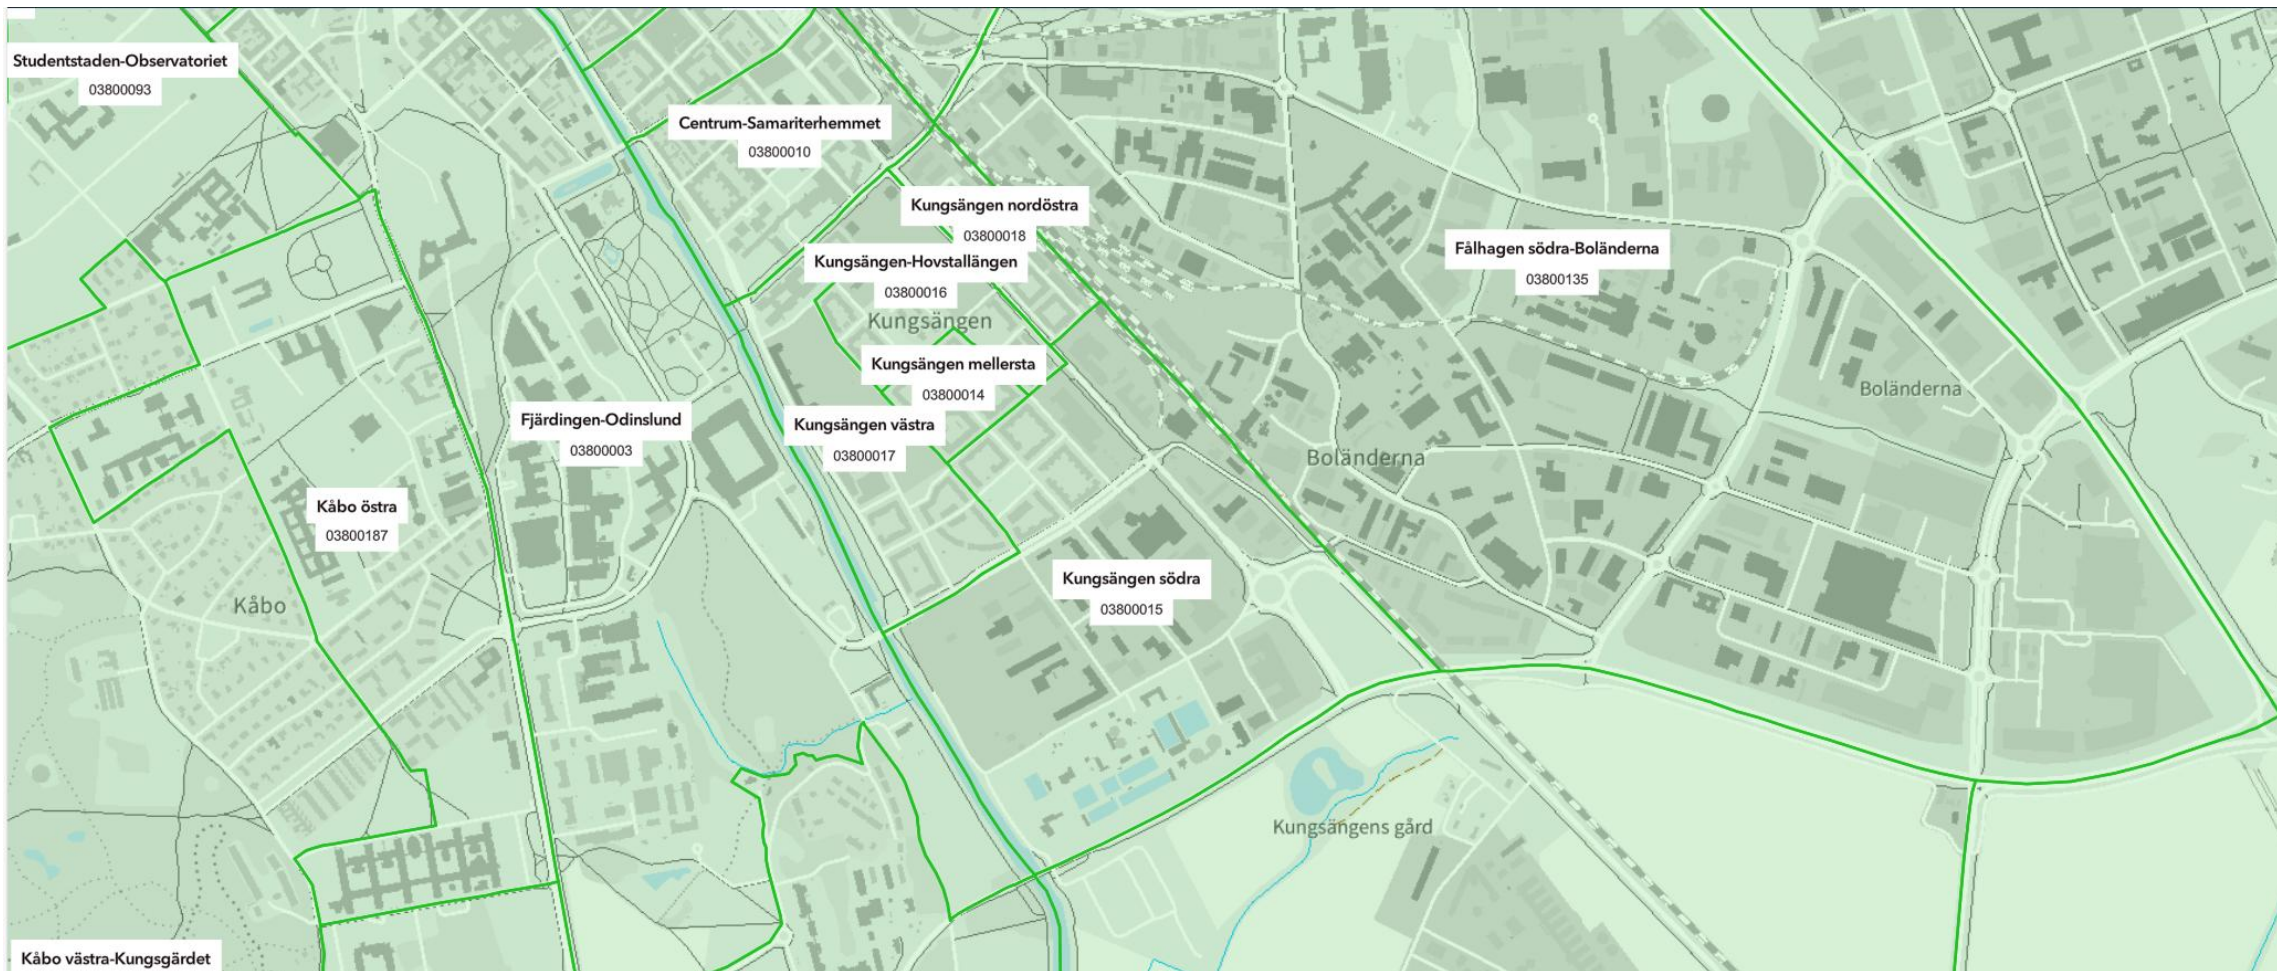 Studentstaden-Observatoriet
03800093
Centrum-Samariterhemmet
03800010
Kungsängen nordöstra
03800018
Kungsängen-Hovstallängen
03800016
Kungsängen
Fålhagen södra-Boländerna
03800135
Kungsängen mellersta
03800014
Boländerna
Fjärdingen-Odinslund
03800003
Kungsängen västra
03800017
Boländerna
Kåbo östra
03800187
Kungsängen södra
03800015
Kåbo
Kungsängens gård
Kåbo västra-Kungsgärdet